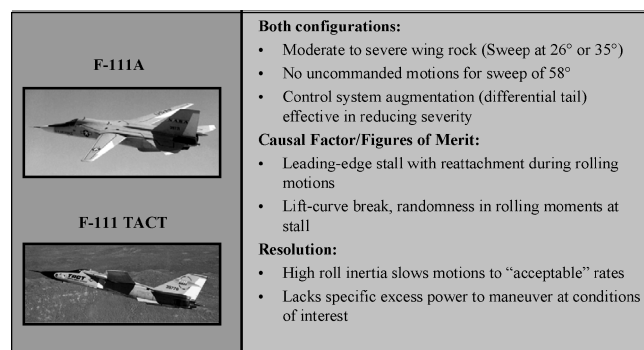 F-111A
F-111 TACT
TACT
Both configurations:
• Moderate to severe wing rock (Sweep at 26° or 35°)
• No uncommanded motions for sweep of 58°
• Control system augmentation (differential tail)
effective in reducing severity
Causal Factor/Figures of Merit:
• Leading-edge stall with reattachment during rolling
motions
• Lift-curve break, randomness in rolling moments at
stall
Resolution:
• High roll inertia slows motions to “acceptable” rates
• Lacks specific excess power to maneuver at conditions
of interest